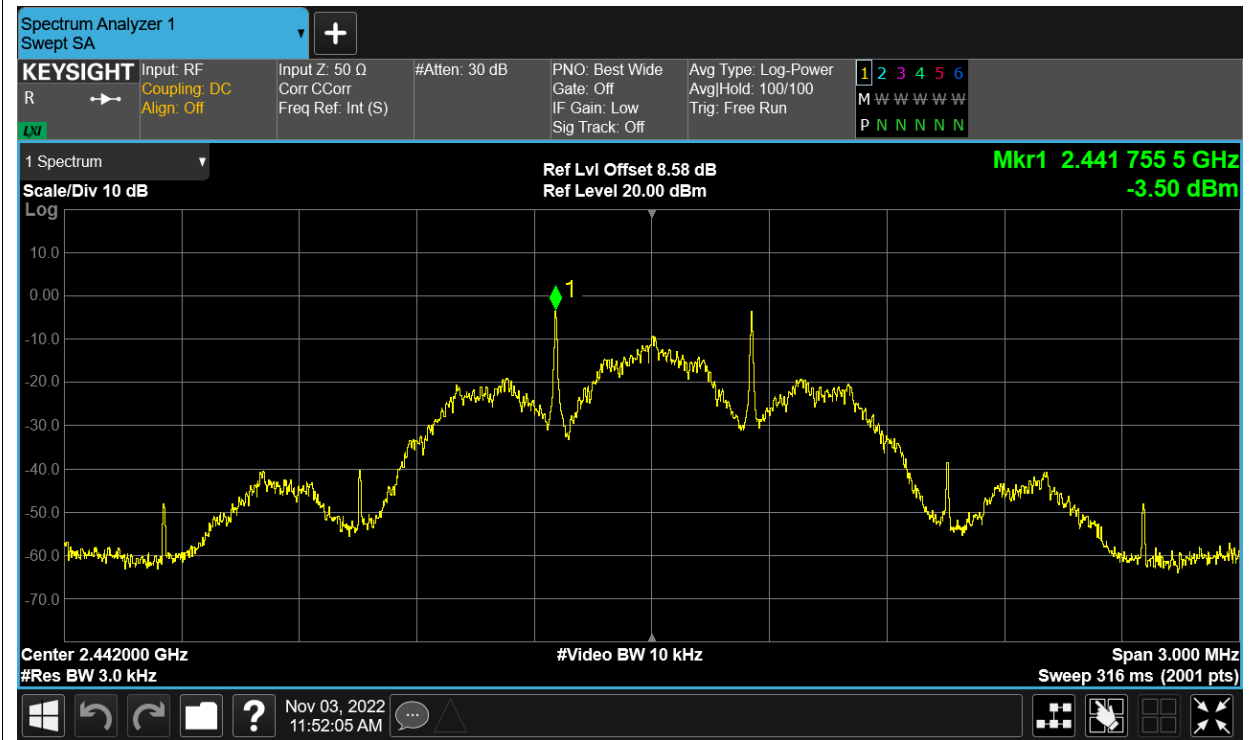 Spectrum Analyzer 1
Swept SA
+
KEYSIGHT
R
LXI
Input: RF
Coupling: DC
Align: Off
Input Z: 50 Ω
Corr CCorr
Freq Ref: Int (S)
#Atten: 30 dB
PNO: Best Wide
Gate: Off
IF Gain: Low
Sig Track: Off
Avg Type: Log-Power
Avg|Hold: 100/100
Trig: Free Run
1 2 3 4 5 6
M W W W W W
P N N N N N
1 Spectrum
Scale/Div 10 dB
Log
Ref Lvl Offset 8.58 dB
Ref Level 20.00 dBm
Mkr1 2.441 755 5 GHz
-3.50 dBm
10.0
0.00
-10.0
-20.0
-30.0
-40.0
-50.0
-60.0
-70.0
1
Center 2.442000 GHz
#Res BW 3.0 kHz
#Video BW 10 kHz
Span 3.000 MHz
Sweep 316 ms (2001 pts)
?
Nov 03, 2022
11:52:05 AM